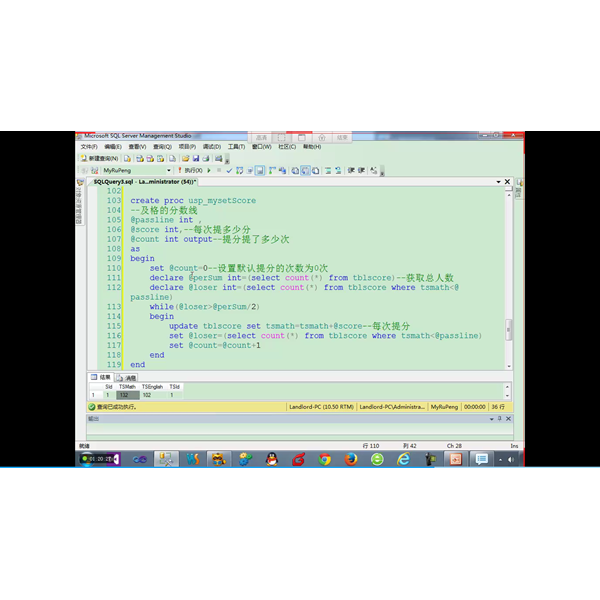 Microsoft SQL Server Management Studio
高清 结束
文件(F) 编辑(E) 查看(V) 查询(Q) 项目(P) 调试(D) 工具(T) 窗口(W) 社区(C) 帮助(H)
新建查询(N)
MyRuPeng 执行(X)
SQLQuery3.sql - La...ministrator (54))*
102
103 create proc usp_mysetScore
104 --及格的分数线
105 @passline int ,
106 @score int,--每次提多少分
107 @count int output--提分提了多少次
108 as
109 begin
110 set @count=0--设置默认提分的次数为0次
111 declare @perSum int=(select count(*) from tblscore)--获取总人数
112 declare @loser int=(select count(*) from tblscore where tsmath<@
passline)
113 while(@loser>@perSum/2)
114 begin
115 update tblscore set tsmath=tsmath+@score--每次提分
116 set @loser=(select count(*) from tblscore where tsmath<@passline)
117 set @count=@count+1
118 end
119 end
结果 消息
SId TSMath TSEnglish TSId
1 1 132 102 1
查询已成功执行。 Landlord-PC (10.50 RTM) Landlord-PC\Administra... MyRuPeng 00:00:00 36 行
输出
就绪 行 110 列 42 Ch 28 Ins